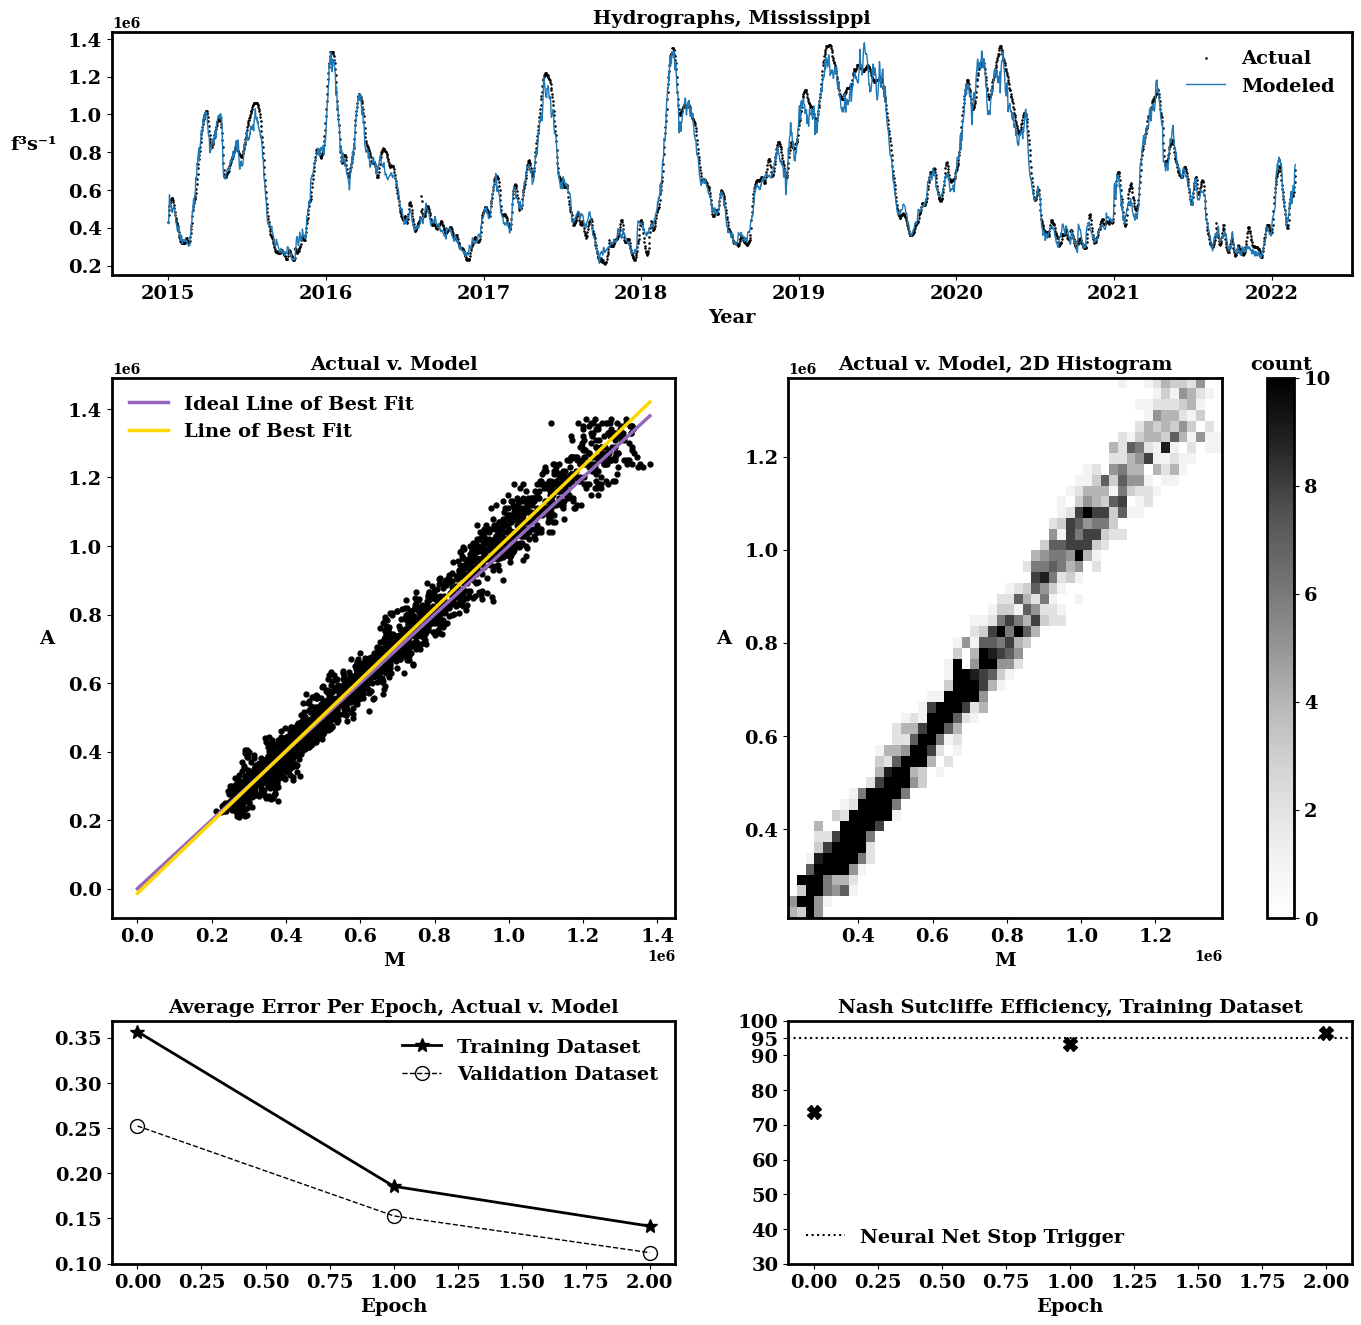 Hydrographs, Mississippi
1e6
1.4
1.2
1.0
0.8
0.6
0.4
0.2
f³s⁻¹
Actual
Modeled
2015 2016 2017 2018 2019 2020 2021 2022
Year
Actual v. Model
1e6
1.4
1.2
1.0
0.8
0.6
0.4
0.2
0.0
A
Ideal Line of Best Fit
Line of Best Fit
0.0 0.2 0.4 0.6 0.8 1.0 1.2 1.4
M
1e6
Actual v. Model, 2D Histogram
1e6
1.2
1.0
0.8
0.6
0.4
A
0.4 0.6 0.8 1.0 1.2
M
1e6
count
10
8
6
4
2
0
Average Error Per Epoch, Actual v. Model
0.35
0.30
0.25
0.20
0.15
0.10
Training Dataset
Validation Dataset
0.00 0.25 0.50 0.75 1.00 1.25 1.50 1.75 2.00
Epoch
Nash Sutcliffe Efficiency, Training Dataset
100
95
90
80
70
60
50
40
30
Neural Net Stop Trigger
0.00 0.25 0.50 0.75 1.00 1.25 1.50 1.75 2.00
Epoch